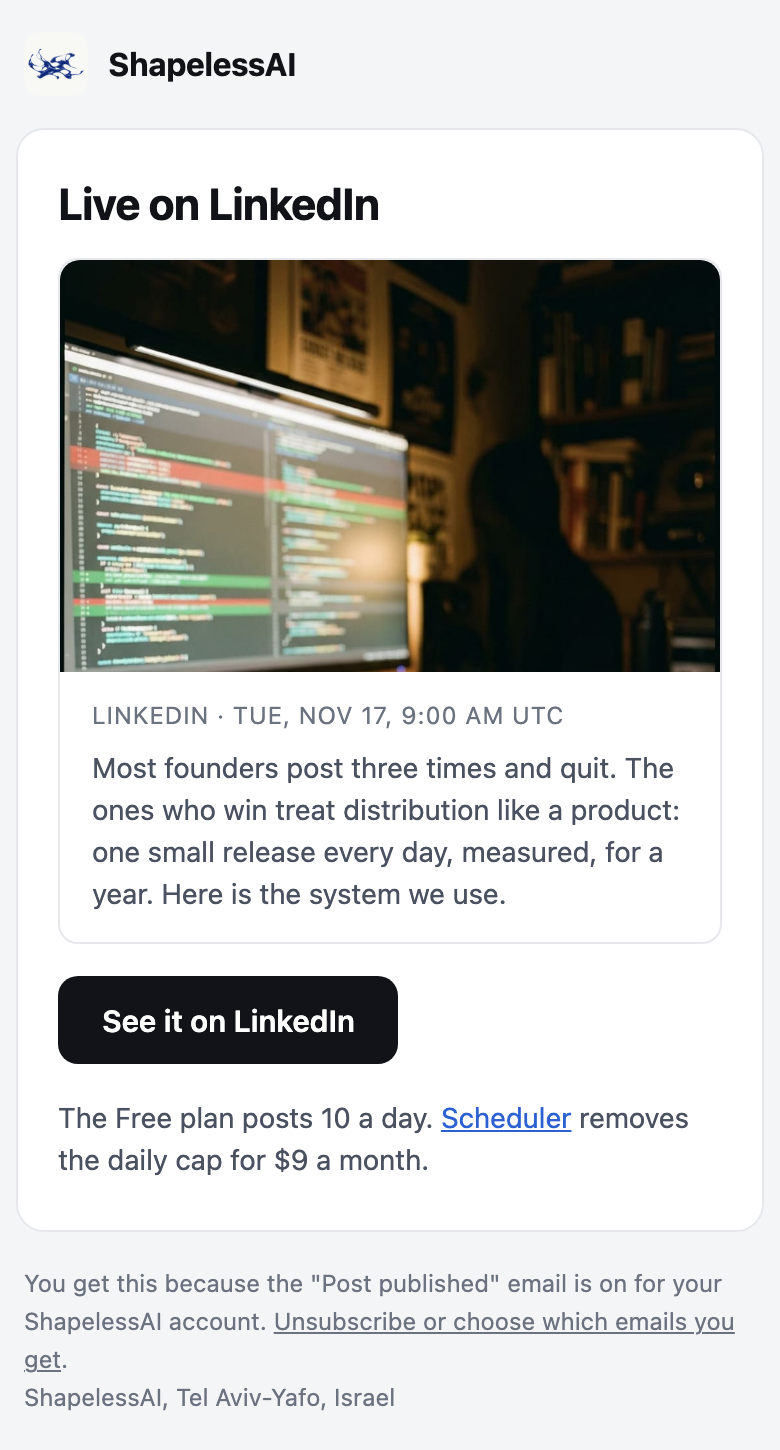 ShapelessAI
Live on LinkedIn
LINKEDIN · TUE, NOV 17, 9:00 AM UTC
Most founders post three times and quit. The
ones who win treat distribution like a product:
one small release every day, measured, for a
year. Here is the system we use.
See it on LinkedIn
The Free plan posts 10 a day. Scheduler removes
the daily cap for $9 a month.
You get this because the "Post published" email is on for your
ShapelessAI account. Unsubscribe or choose which emails you
get.
ShapelessAI, Tel Aviv-Yafo, Israel